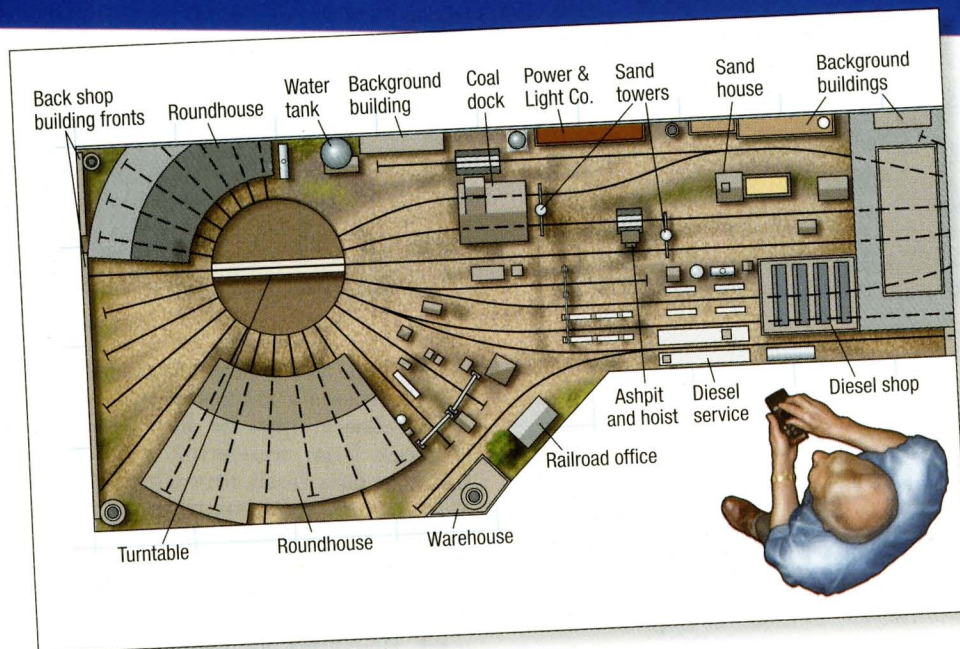 Back shop
building fronts
Roundhouse
Water
tank
Background
building
Coal
dock
Power &
Light Co.
Sand
towers
Sand
house
Background
buildings
Ashpit
and hoist
Diesel
service
Diesel shop
Railroad office
Warehouse
Roundhouse
Turntable